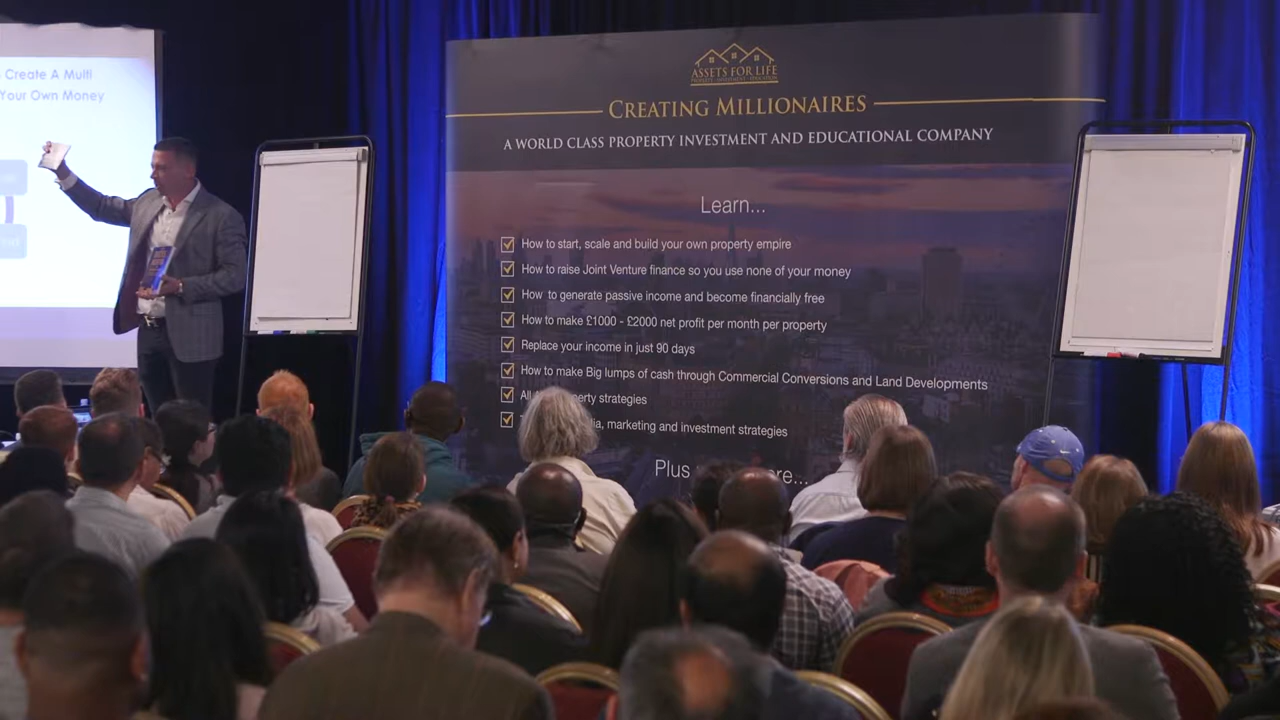 Create A Multi
Your Own Money
ASSETS FOR LIFE
CREATING MILLIONAIRES
A WORLD CLASS PROPERTY INVESTMENT AND EDUCATIONAL COMPANY
Learn...
How to start, scale and build your own property empire
How to raise Joint Venture finance so you use none of your money
How to generate passive income and become financially free
How to make £1000 - £2000 net profit per month per property
Replace your income in just 90 days
How to make Big lumps of cash through Commercial Conversions and Land Developments
strategies
marketing and investment strategies
Plus